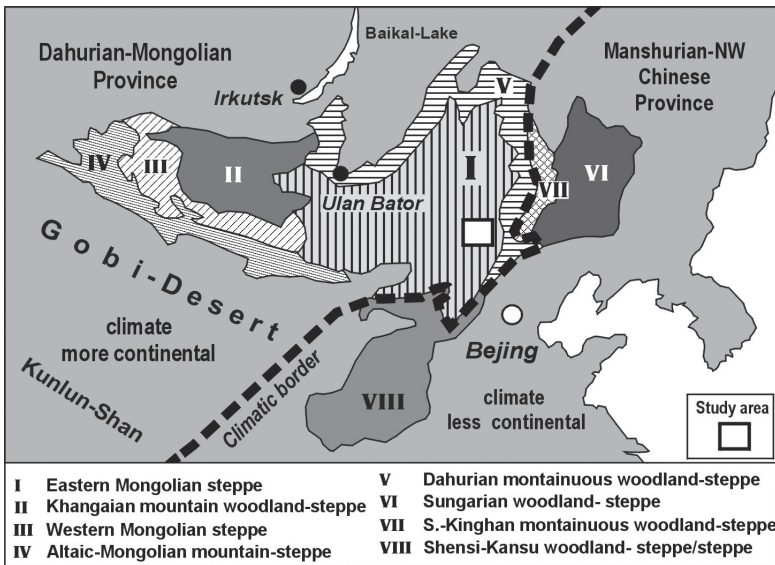 Dahurian-Mongolian
Province
Baikal-Lake
Irkutsk
Manshurian-NW
Chinese
Province
V
IV
III
II
I
VII
VI
Ulan Bator
Gobi-Desert
climate
more continental
Kunlun-Shan
Climatic border
Bejing
VIII
climate
less continental
Study area
I Eastern Mongolian steppe
II Khangaian mountain woodland-steppe
III Western Mongolian steppe
IV Altaic-Mongolian mountain-steppe
V Dahurian montainuous woodland-steppe
VI Sungarian woodland- steppe
VII S.-Kinghan montainuous woodland-steppe
VIII Shensi-Kansu woodland- steppe/steppe